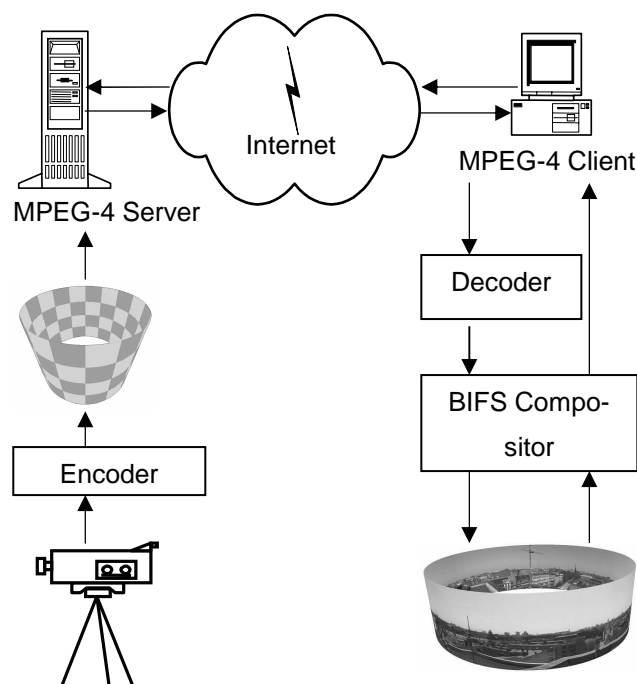 Internet
MPEG-4 Server
MPEG-4 Client
Decoder
BIFS Compo-
sitor
Encoder